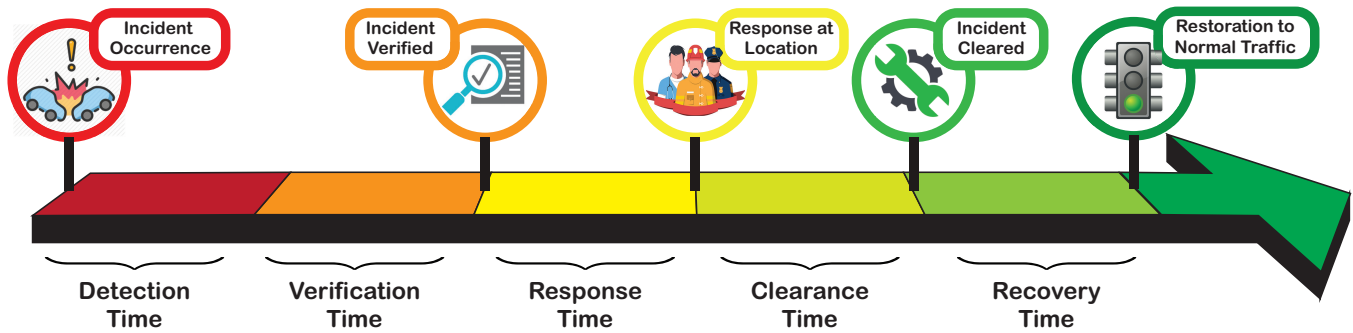 Incident
Occurrence
Incident
Verified
Response at
Location
Incident
Cleared
Restoration to
Normal Traffic
Detection
Time
Verification
Time
Response
Time
Clearance
Time
Recovery
Time